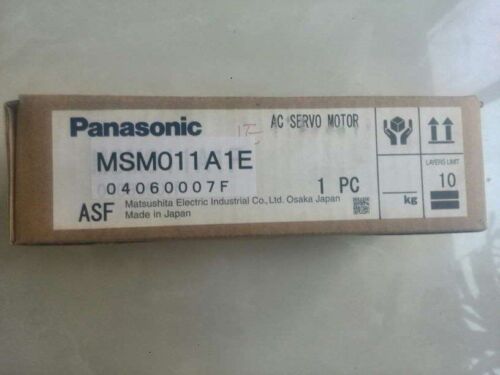 Panasonic
AC SERVO MOTOR
MSM011A1E
04060007F
1 PC
ASF
Matsushita Electric Industrial Co., Ltd. Osaka Japan
Made in Japan
kg
LAYERS LIMIT
10